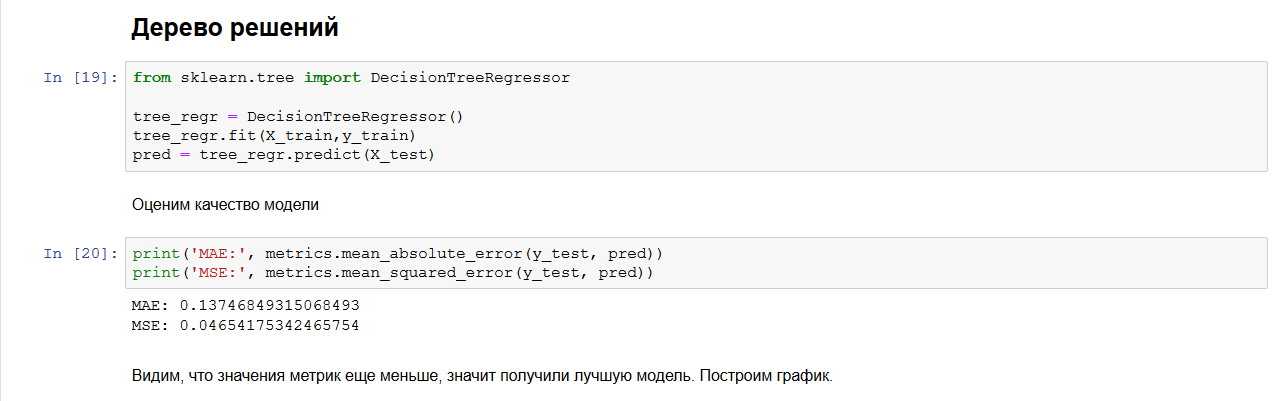 Дерево решений
In [19]: from sklearn.tree import DecisionTreeRegressor
tree_regr = DecisionTreeRegressor()
tree_regr.fit(X_train,y_train)
pred = tree_regr.predict(X_test)
Оценим качество модели
In [20]: print('MAE:', metrics.mean_absolute_error(y_test, pred))
print('MSE:', metrics.mean_squared_error(y_test, pred))
MAE: 0.13746849315068493
MSE: 0.04654175342465754
Видим, что значения метрик еще меньше, значит получили лучшую модель. Построим график.